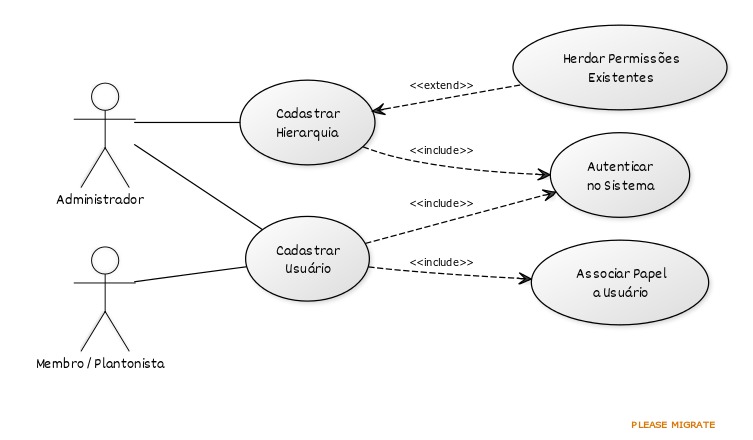 Herdar Permissões
Existentes
<<extend>>
Cadastrar
Hierarquia
<<include>>
Autenticar
no Sistema
Administrador
<<include>>
Cadastrar
Usuário
<<include>>
Associar Papel
a Usuário
Membro / Plantonista
PLEASE MIGRATE